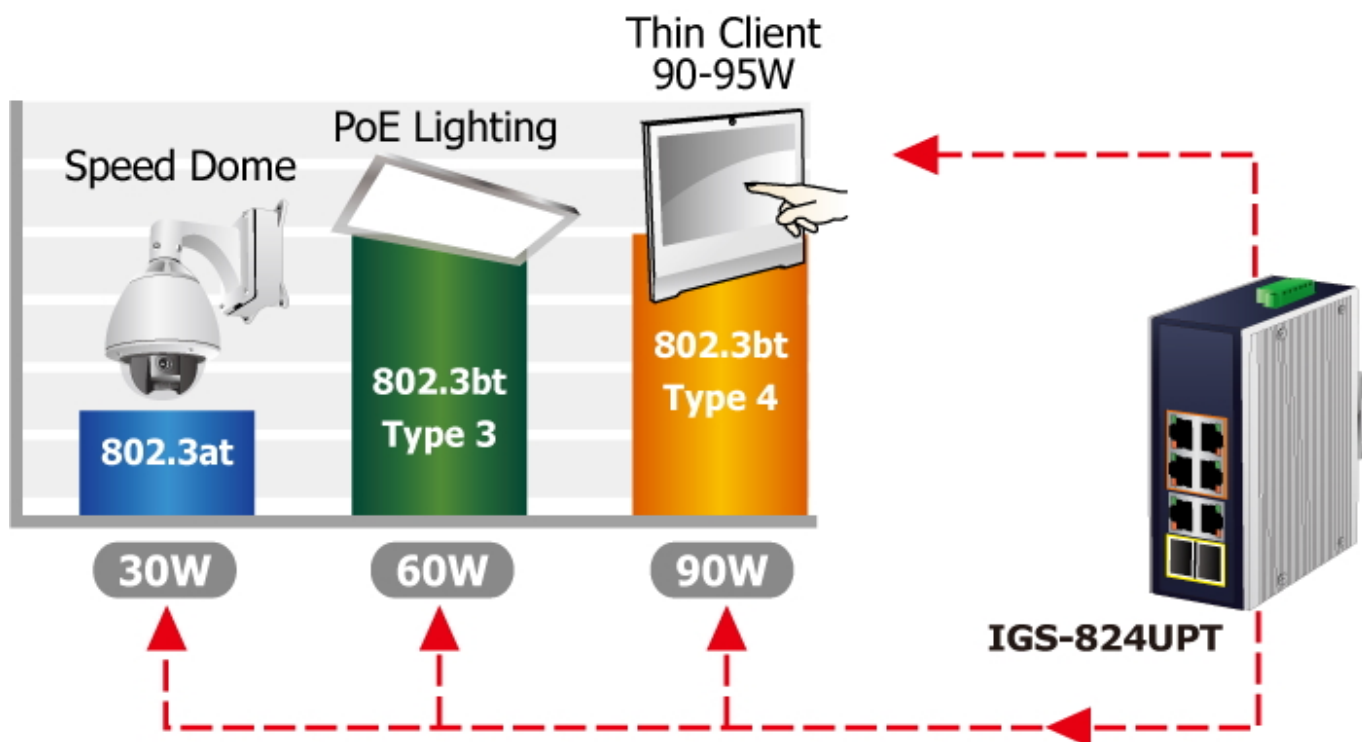 Thin Client
90-95W
PoE Lighting
Speed Dome
802.3at
802.3bt
Type 3
802.3bt
Type 4
30W
60W
90W
IGS-824UPT